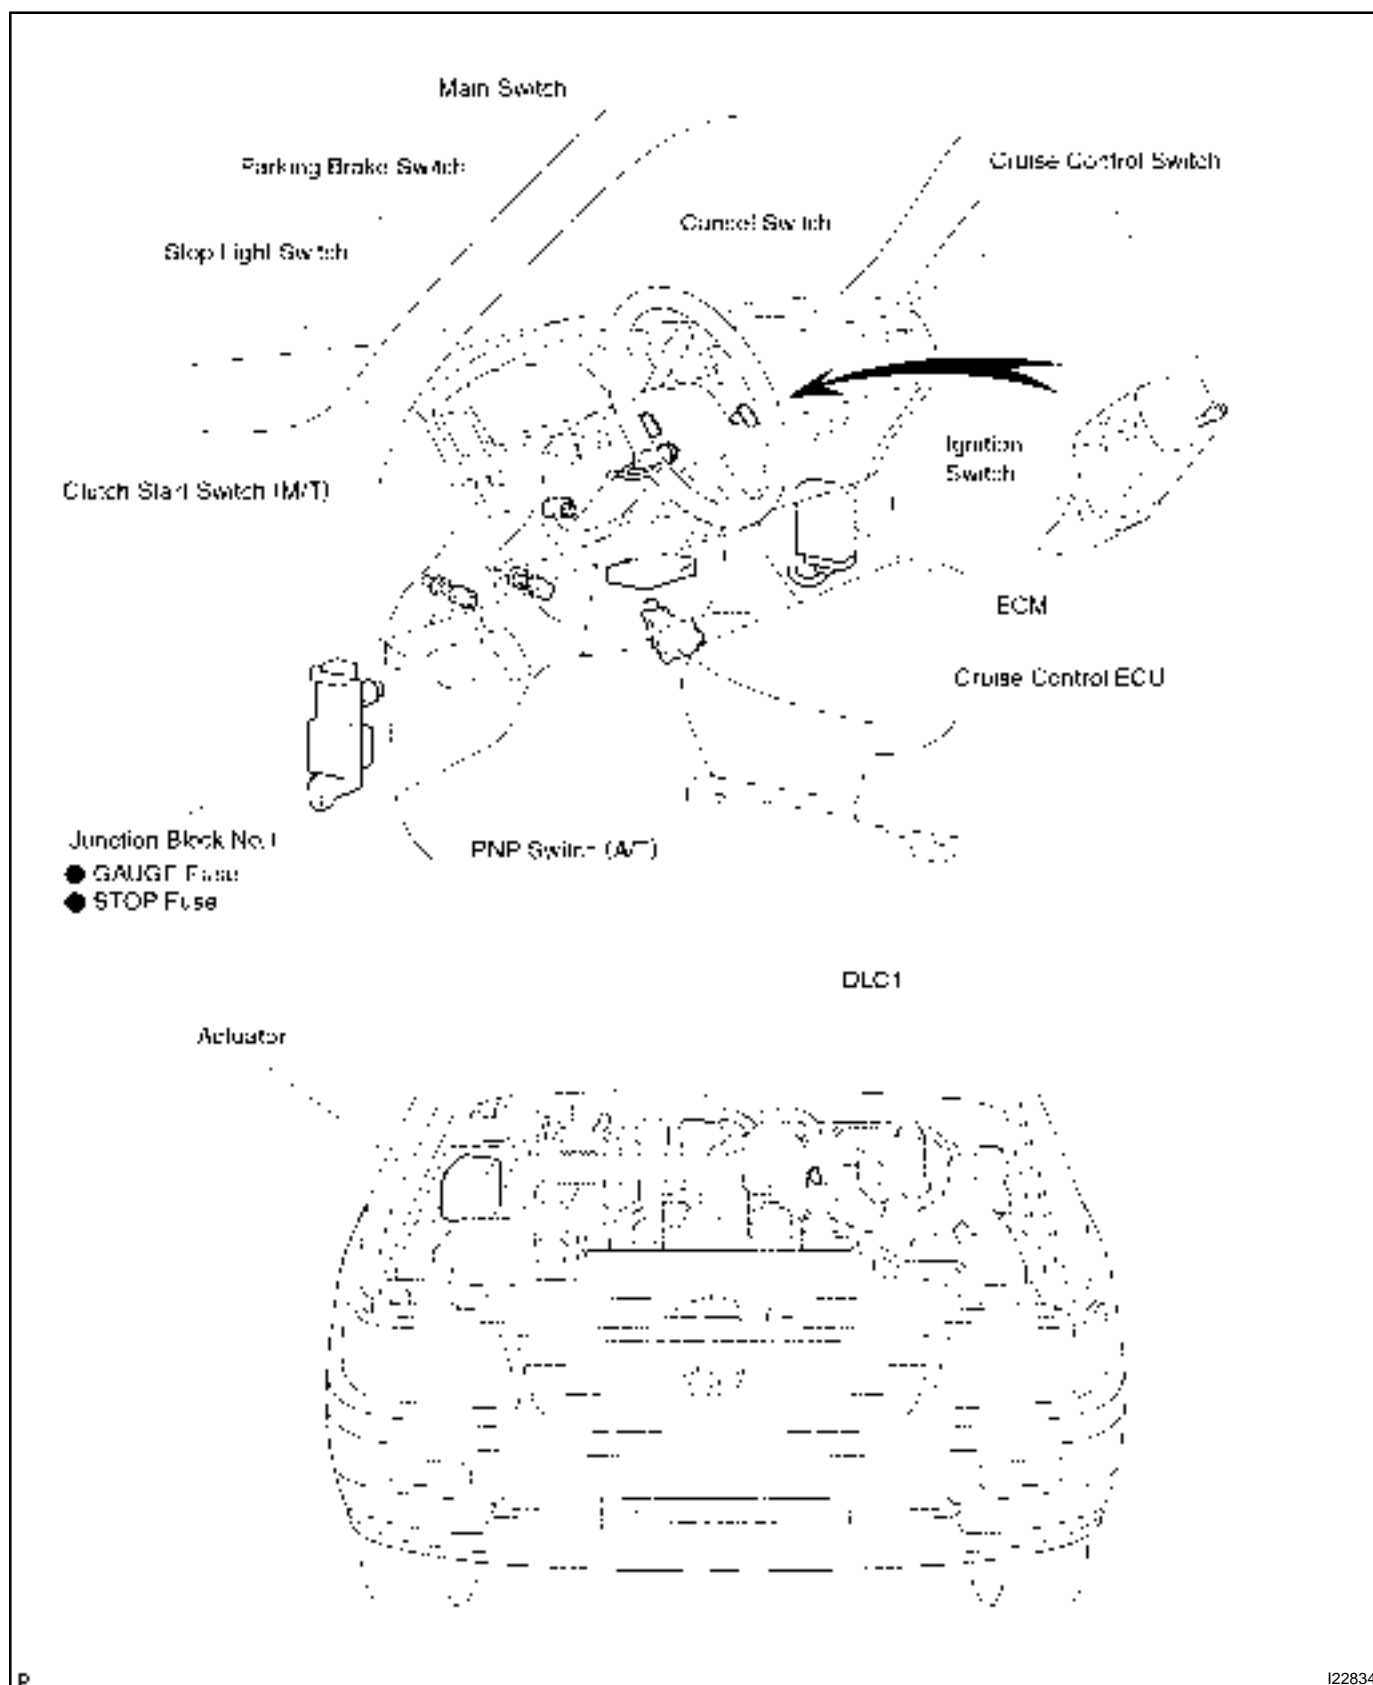 Main Switch
Parking Brake Switch
Cruise Control Switch
Cancel Switch
Stop Light Switch
Ignition
Switch
Clutch Start Switch (M/T)
ECM
Cruise Control ECU
Junction Block No.1
PNP Switch (A/T)
● GAUGE Fuse
● STOP Fuse
DLC1
Actuator
P
I22834